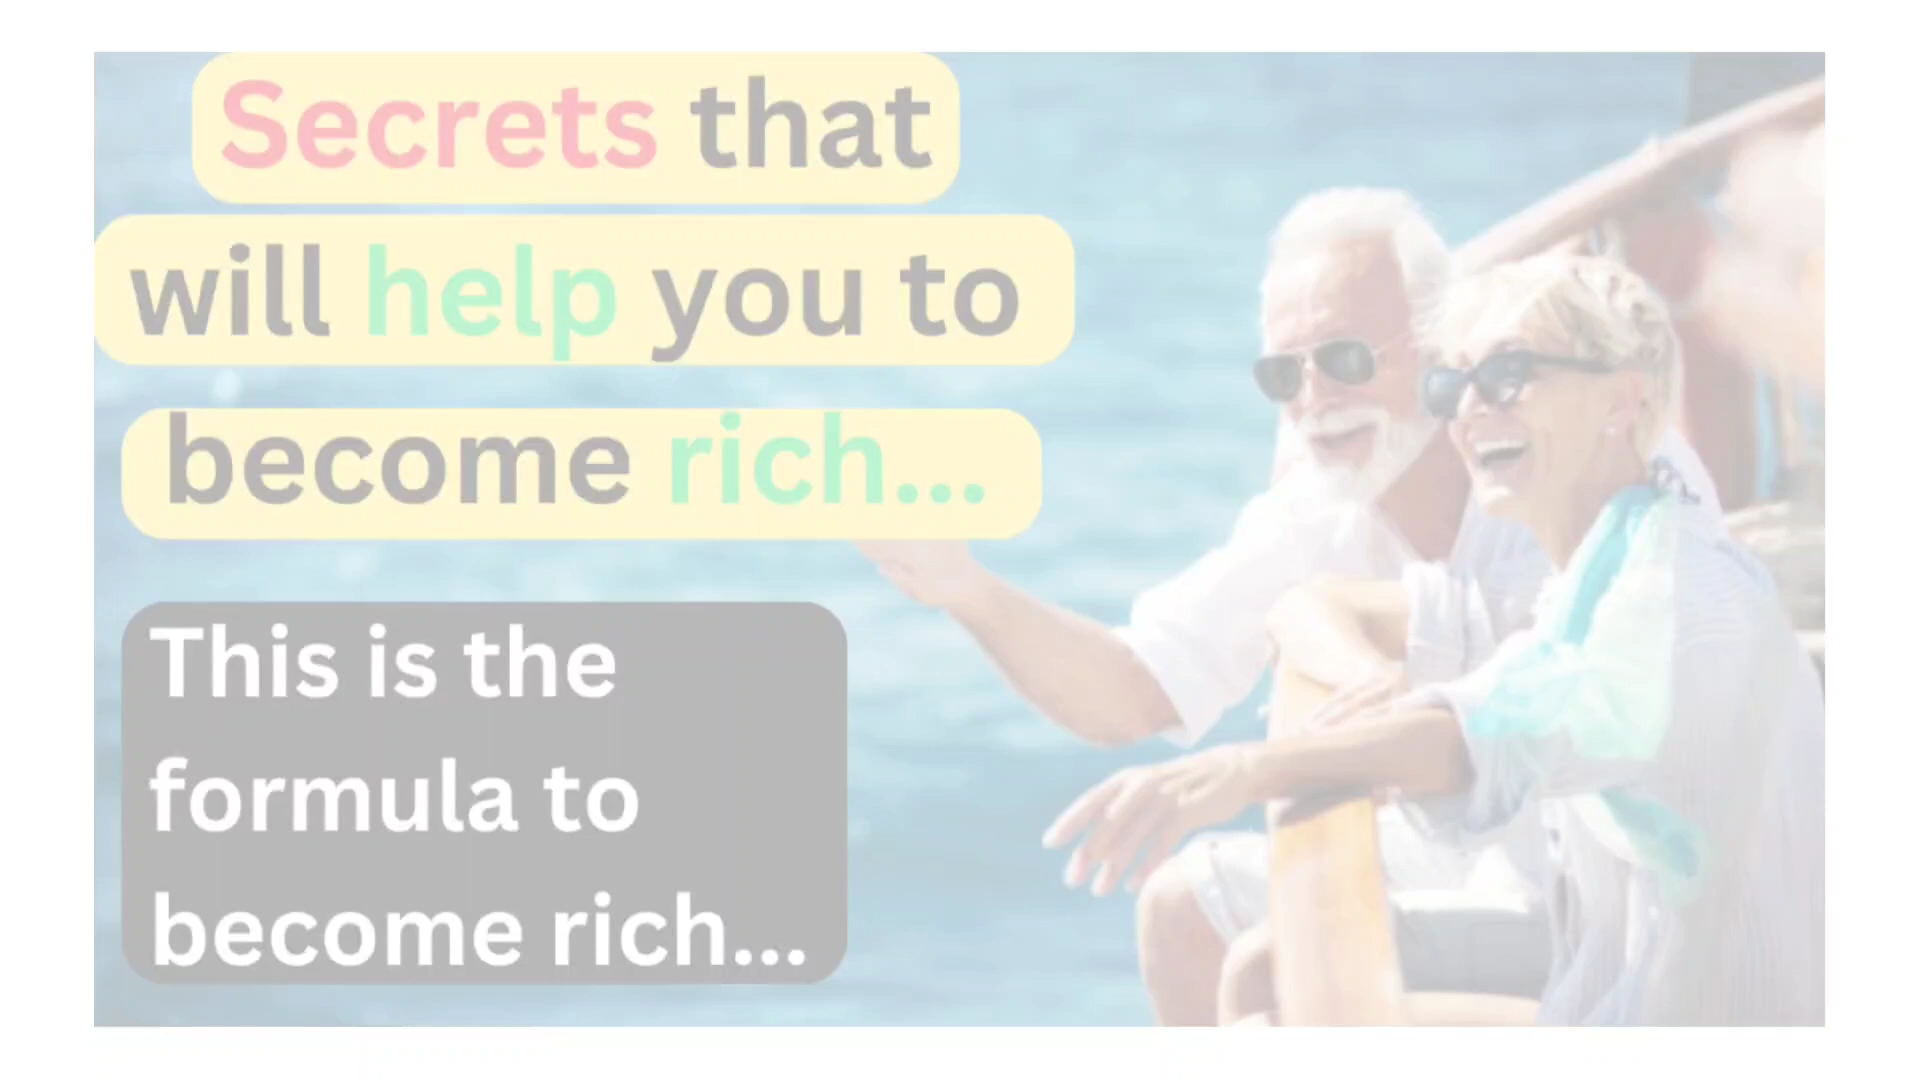 Secrets that
will help you to
become rich...
This is the
formula to
become rich...